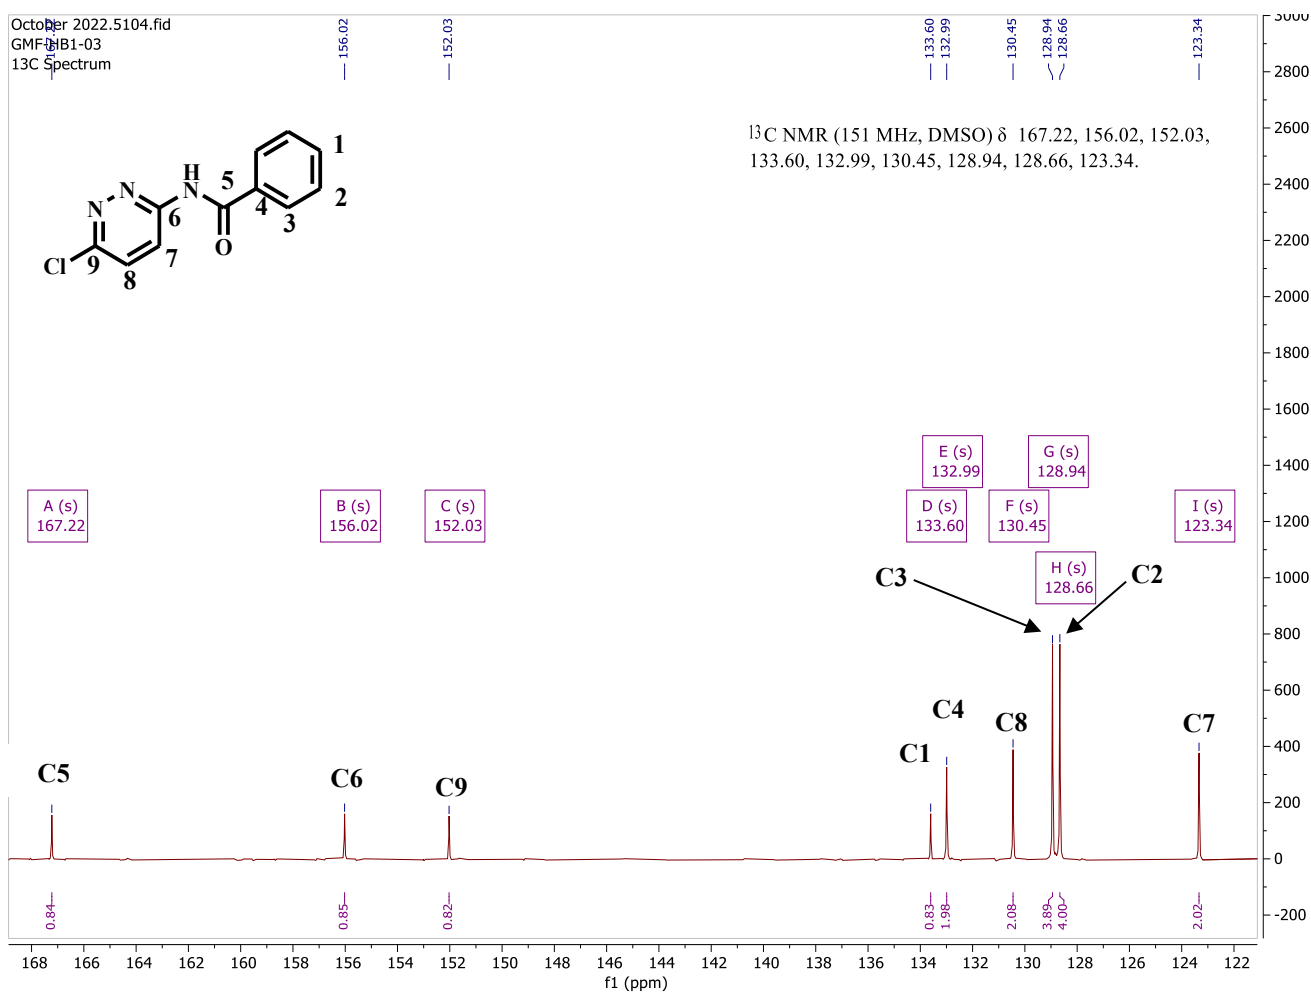 October 2022.5104.fid
GMF-HB1-03
13C Spectrum
167.22
156.02
152.03
133.60
132.99
130.45
128.94
128.66
123.34
¹³C NMR (151 MHz, DMSO) δ 167.22, 156.02, 152.03,
133.60, 132.99, 130.45, 128.94, 128.66, 123.34.
H
N
N
N
O
Cl
1
2
3
4
5
6
7
8
9
E (s)
132.99
G (s)
128.94
A (s)
167.22
B (s)
156.02
C (s)
152.03
D (s)
133.60
F (s)
130.45
I (s)
123.34
H (s)
128.66
C3
C2
C5
C6
C9
C1
C4
C8
C7
0.84
0.85
0.82
0.83
1.98
2.08
3.89
4.00
2.02
3000
2800
2600
2400
2200
2000
1800
1600
1400
1200
1000
800
600
400
200
0
-200
168 166 164 162 160 158 156 154 152 150 148 146 144 142 140 138 136 134 132 130 128 126 124 122
f1 (ppm)